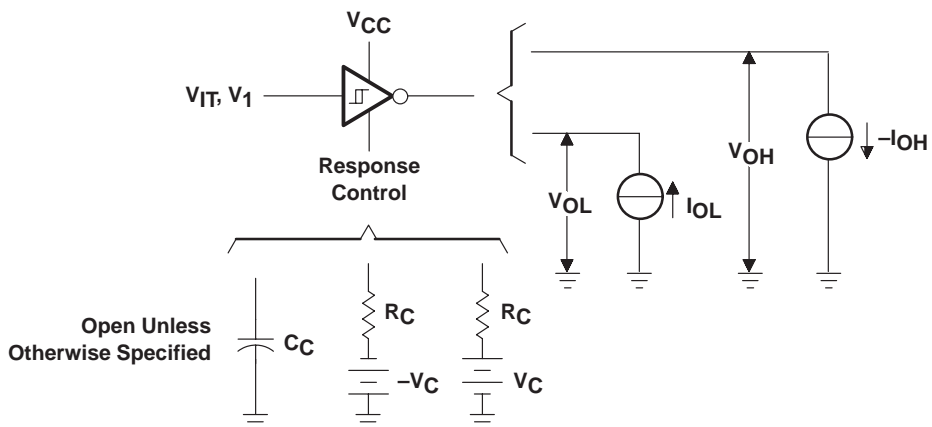 VCC
VIT, V1
Response
Control
VOL
IOL
VOH
–IOH
Open Unless
Otherwise Specified
CC
RC
–VC
RC
VC